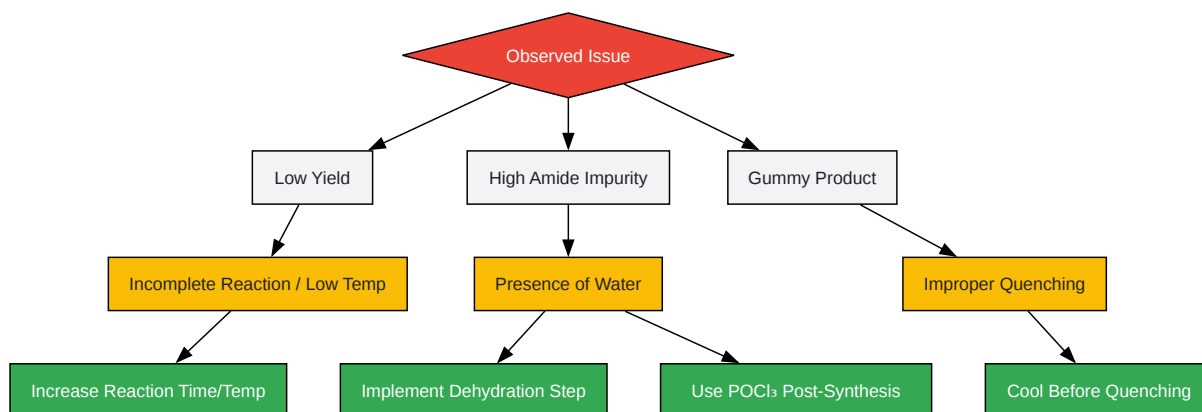 Observed Issue
Low Yield
High Amide Impurity
Gummy Product
Incomplete Reaction / Low Temp
Presence of Water
Improper Quenching
Increase Reaction Time/Temp
Implement Dehydration Step
Use POCl₃ Post-Synthesis
Cool Before Quenching